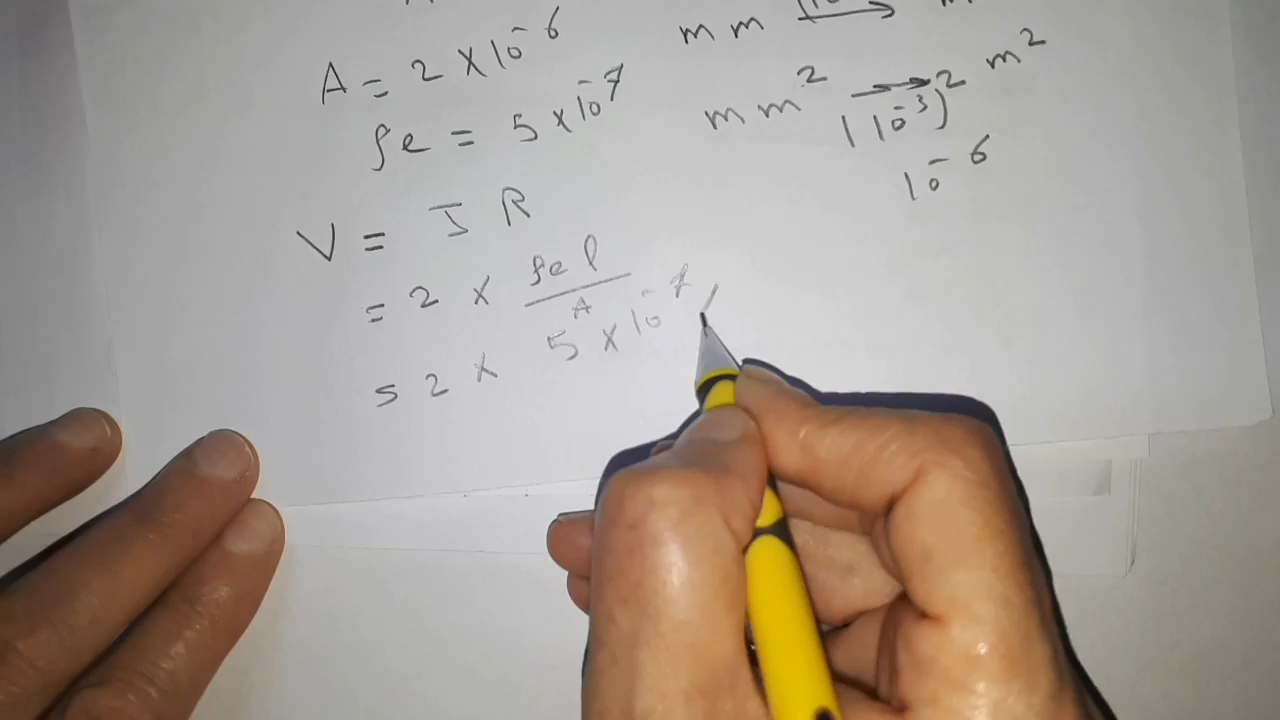 A = 2 × 10⁻⁶
ρe = 5 × 10⁻⁷
V = I R
= 2 × ρe l / A
= 2 × 5 × 10⁻⁷
mm
mm² → m²
(10⁻³)²
10⁻⁶